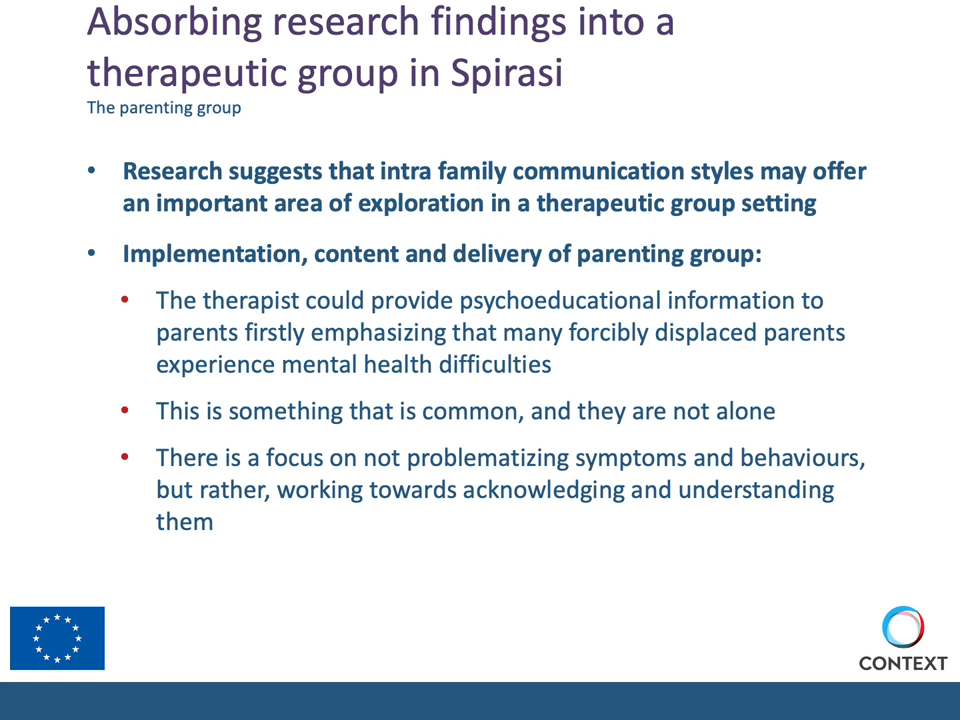 Absorbing research findings into a
therapeutic group in Spirasi
The parenting group
• Research suggests that intra family communication styles may offer
an important area of exploration in a therapeutic group setting
• Implementation, content and delivery of parenting group:
• The therapist could provide psychoeducational information to
parents firstly emphasizing that many forcibly displaced parents
experience mental health difficulties
• This is something that is common, and they are not alone
• There is a focus on not problematizing symptoms and behaviours,
but rather, working towards acknowledging and understanding
them
CONTEXT